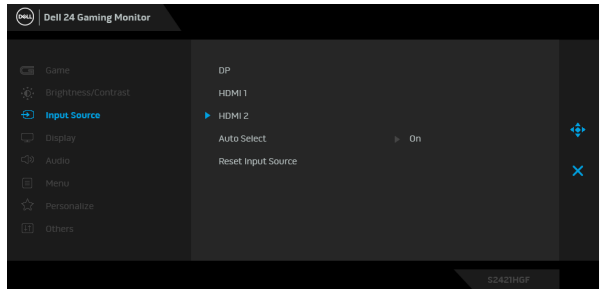 DELL
Dell 24 Gaming Monitor
Game
Brightness/Contrast
Input Source
Display
Audio
Menu
Personalize
Others
DP
HDMI 1
HDMI 2
Auto Select On
Reset Input Source
S2421HGF